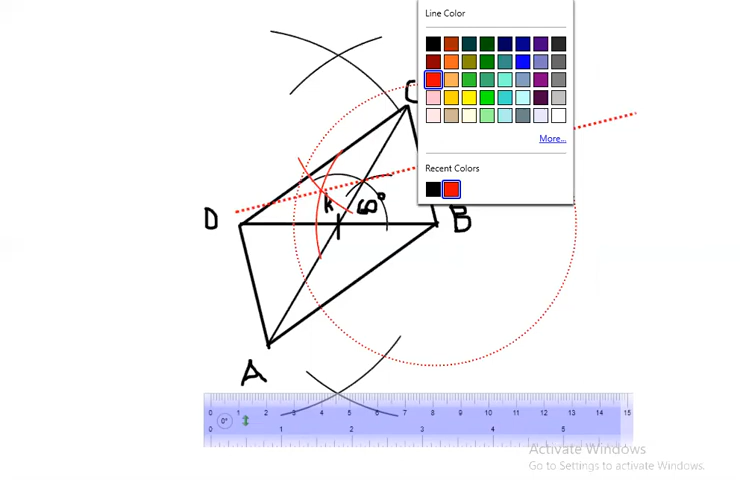 Line Color
C
More...
Recent Colors
K 60°
D
B
A
0 1 2 3 4 5 6 7 8 9 10 11 12 13 14 15
0°
0 1 2 3 4 5
Activate Windows
Go to Settings to activate Windows.